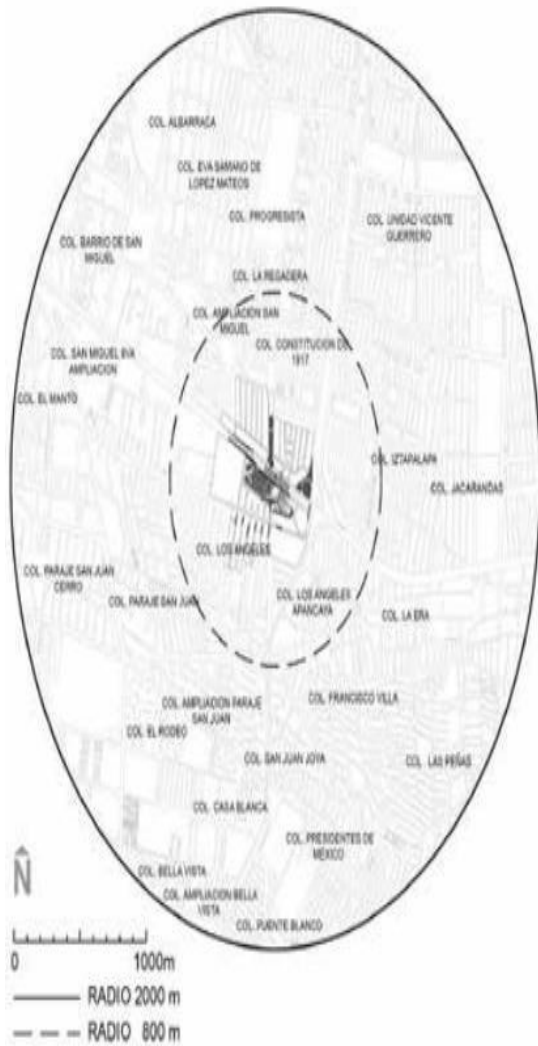 COL. ALBARRACA
COL. EVA SAMANO DE
LOPEZ MATEOS
COL. PROGRESISTA
COL. UNIDAD VICENTE
GUERRERO
COL. BARRIO DE SAN
MIGUEL
COL. LA REGADERA
COL. AMPLIACION SAN
MIGUEL
COL. CONSTITUCION DE
1917
COL. SAN MIGUEL 8VA
AMPLIACION
COL. EL MANTO
COL. IZTAPALAPA
COL. JACARANDAS
COL. LOS ANGELES
COL. PARAJE SAN JUAN
CERRO
COL. PARAJE SAN JUAN
COL. LOS ANGELES
APANCAYA
COL. LA ERA
COL. AMPLIACION PARAJE
SAN JUAN
COL. FRANCISCO VILLA
COL. EL RODEO
COL. SAN JUAN JOYA
COL. LAS PEÑAS
COL. CASA BLANCA
COL. PRESIDENTES DE
MÉXICO
COL. BELLA VISTA
COL. AMPLIACION BELLA
VISTA
COL. PUENTE BLANCO
N
0 1000m
RADIO 2000 m
RADIO 800 m